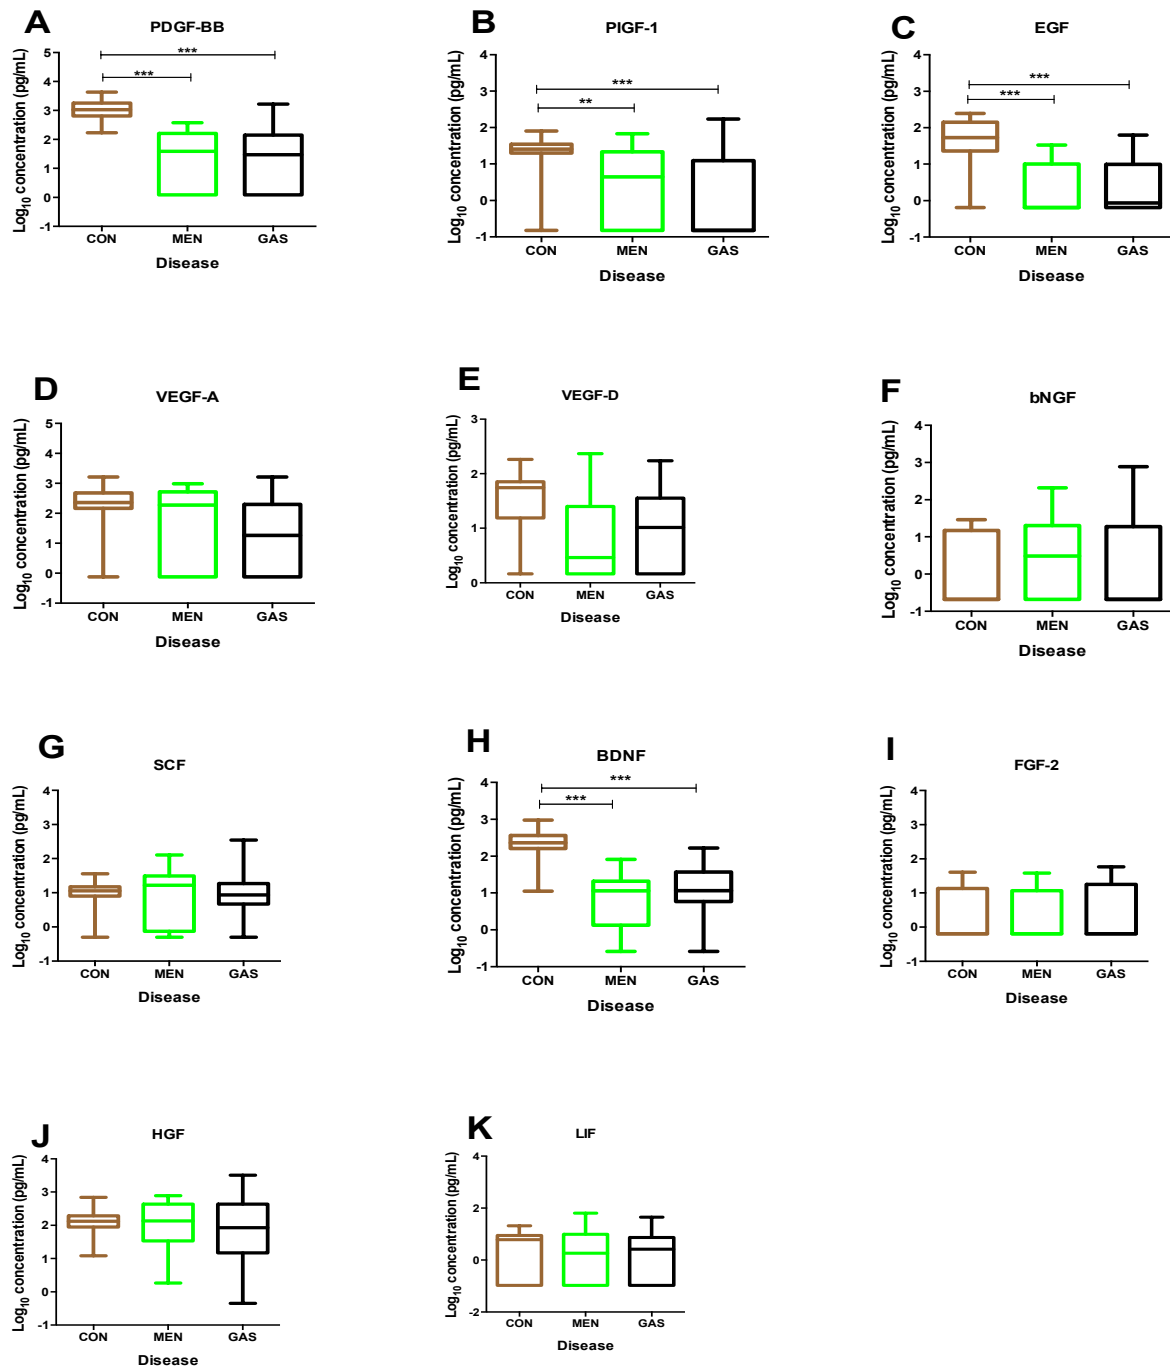 A
PDGF-BB
***
***
Log10 concentration (pg/mL)
5
4
3
2
1
0
-1
CON MEN GAS
Disease
B
PIGF-1
***
**
Log10 concentration (pg/mL)
4
3
2
1
0
-1
CON MEN GAS
Disease
C
EGF
***
***
Log10 concentration (pg/mL)
4
3
2
1
0
-1
CON MEN GAS
Disease
D
VEGF-A
Log10 concentration (pg/mL)
5
4
3
2
1
0
-1
CON MEN GAS
Disease
E
VEGF-D
Log10 concentration (pg/mL)
3
2
1
0
CON MEN GAS
Disease
F
bNGF
Log10 concentration (pg/mL)
4
3
2
1
0
-1
CON MEN GAS
Disease
G
SCF
Log10 concentration (pg/mL)
4
3
2
1
0
-1
CON MEN GAS
Disease
H
BDNF
***
***
Log10 concentration (pg/mL)
4
3
2
1
0
-1
CON MEN GAS
Disease
I
FGF-2
Log10 concentration (pg/mL)
4
3
2
1
0
-1
CON MEN GAS
Disease
J
HGF
Log10 concentration (pg/mL)
4
3
2
1
0
-1
CON MEN GAS
Disease
K
LIF
Log10 concentration (pg/mL)
4
2
0
-2
CON MEN GAS
Disease